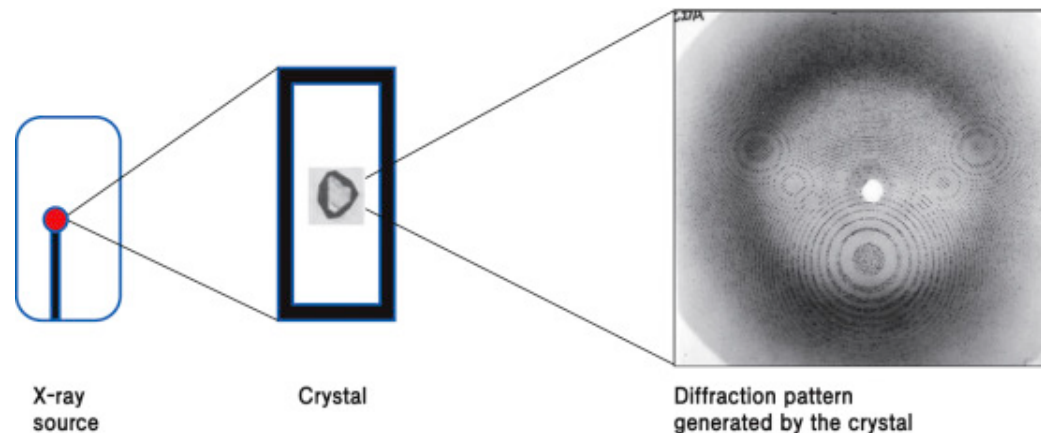 X-ray
source
Crystal
Diffraction pattern
generated by the crystal